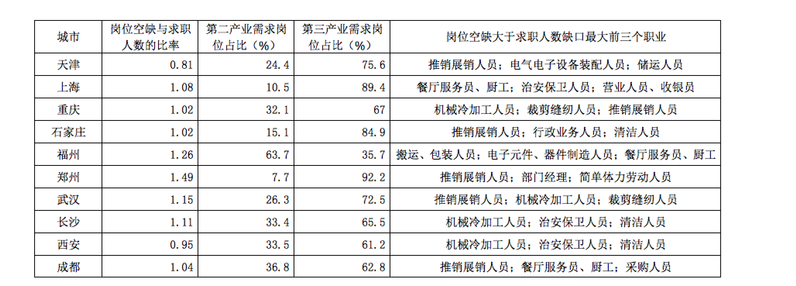 城市 岗位空缺与求职人数的比率 第二产业需求岗位占比（%） 第三产业需求岗位占比（%） 岗位空缺大于求职人数缺口最大前三个职业
天津 0.81 24.4 75.6 推销展销人员；电气电子设备装配人员；储运人员
上海 1.08 10.5 89.4 餐厅服务员、厨工；治安保卫人员；营业人员、收银员
重庆 1.02 32.1 67 机械冷加工人员；裁剪缝纫人员；推销展销人员
石家庄 1.02 15.1 84.9 推销展销人员；行政业务人员；清洁人员
福州 1.26 63.7 35.7 搬运、包装人员；电子元件、器件制造人员；餐厅服务员、厨工
郑州 1.49 7.7 92.2 推销展销人员；部门经理；简单体力劳动人员
武汉 1.15 26.3 72.5 推销展销人员；机械冷加工人员；裁剪缝纫人员
长沙 1.11 33.4 65.5 机械冷加工人员；治安保卫人员；清洁人员
西安 0.95 33.5 61.2 机械冷加工人员；治安保卫人员；清洁人员
成都 1.04 36.8 62.8 推销展销人员；餐厅服务员、厨工；采购人员